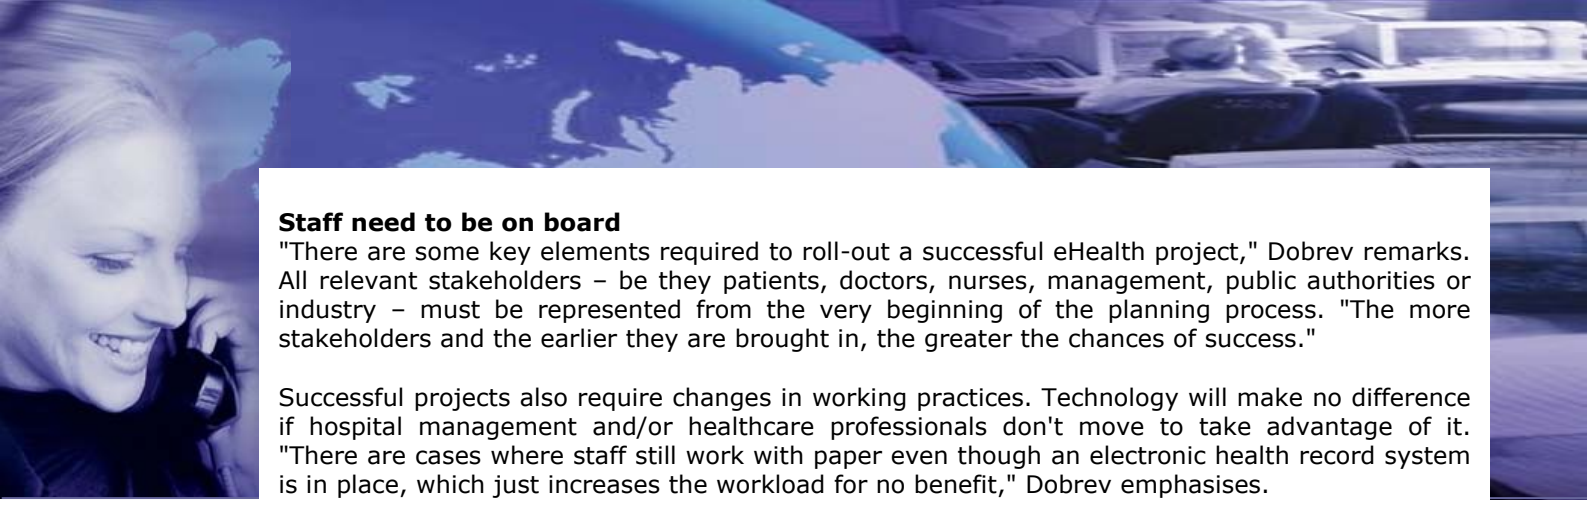 Staff need to be on board
"There are some key elements required to roll-out a successful eHealth project," Dobrev remarks.
All relevant stakeholders – be they patients, doctors, nurses, management, public authorities or
industry – must be represented from the very beginning of the planning process. "The more
stakeholders and the earlier they are brought in, the greater the chances of success."
Successful projects also require changes in working practices. Technology will make no difference
if hospital management and/or healthcare professionals don't move to take advantage of it.
"There are cases where staff still work with paper even though an electronic health record system
is in place, which just increases the workload for no benefit," Dobrev emphasises.